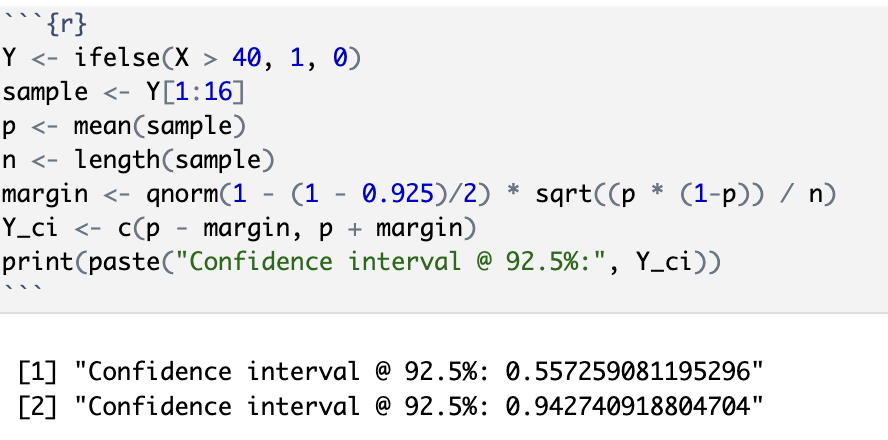 ```{r}
Y <- ifelse(X > 40, 1, 0)
sample <- Y[1:16]
p <- mean(sample)
n <- length(sample)
margin <- qnorm(1 - (1 - 0.925)/2) * sqrt((p * (1-p)) / n)
Y_ci <- c(p - margin, p + margin)
print(paste("Confidence interval @ 92.5%:", Y_ci))
```
[1] "Confidence interval @ 92.5%: 0.557259081195296"
[2] "Confidence interval @ 92.5%: 0.942740918804704"